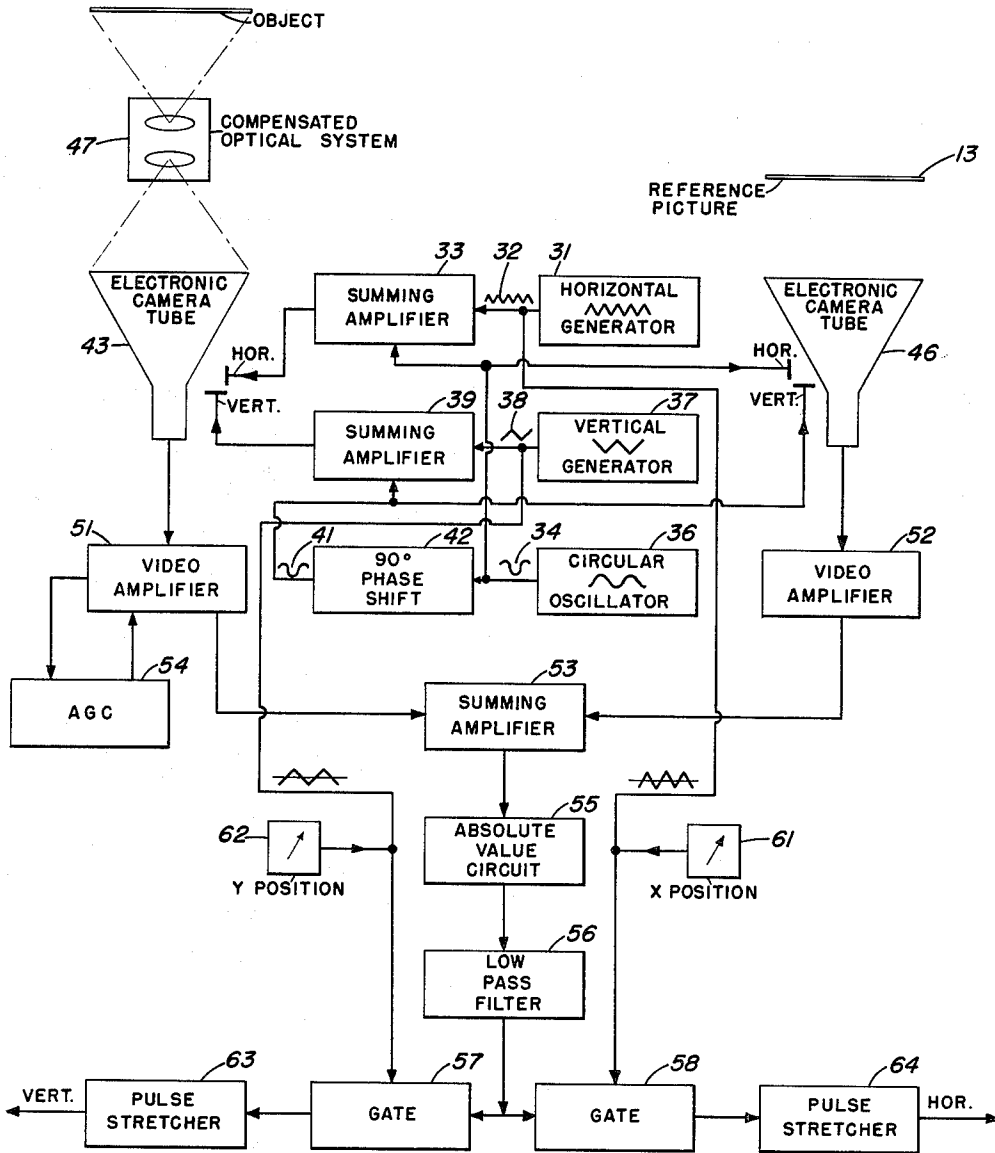 OBJECT
47
COMPENSATED
OPTICAL SYSTEM
13
REFERENCE
PICTURE
ELECTRONIC
CAMERA
TUBE
43
HOR.
VERT.
33
SUMMING
AMPLIFIER
32
31
HORIZONTAL
GENERATOR
ELECTRONIC
CAMERA
TUBE
46
HOR.
VERT.
39
SUMMING
AMPLIFIER
38
37
VERTICAL
GENERATOR
41
42
90°
PHASE
SHIFT
34
36
CIRCULAR
OSCILLATOR
51
VIDEO
AMPLIFIER
52
VIDEO
AMPLIFIER
54
AGC
53
SUMMING
AMPLIFIER
55
ABSOLUTE
VALUE
CIRCUIT
62
Y POSITION
61
X POSITION
56
LOW
PASS
FILTER
VERT.
63
PULSE
STRETCHER
57
GATE
58
GATE
64
PULSE
STRETCHER
HOR.